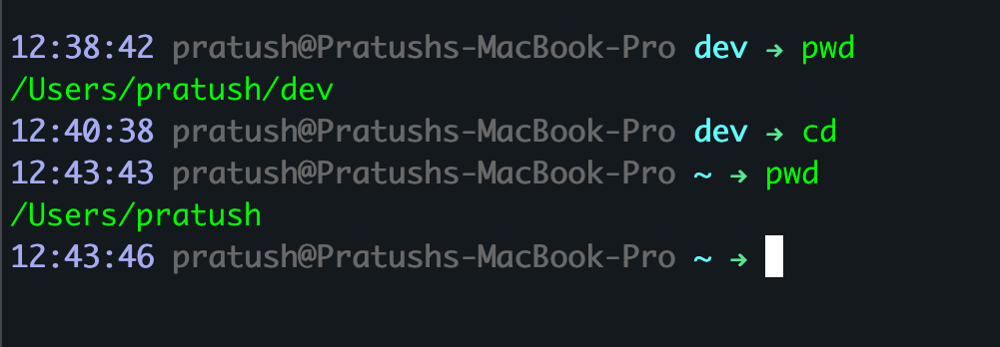 12:38:42 pratush@Pratushs-MacBook-Pro dev → pwd
/Users/pratush/dev
12:40:38 pratush@Pratushs-MacBook-Pro dev → cd
12:43:43 pratush@Pratushs-MacBook-Pro ~ → pwd
/Users/pratush
12:43:46 pratush@Pratushs-MacBook-Pro ~ →